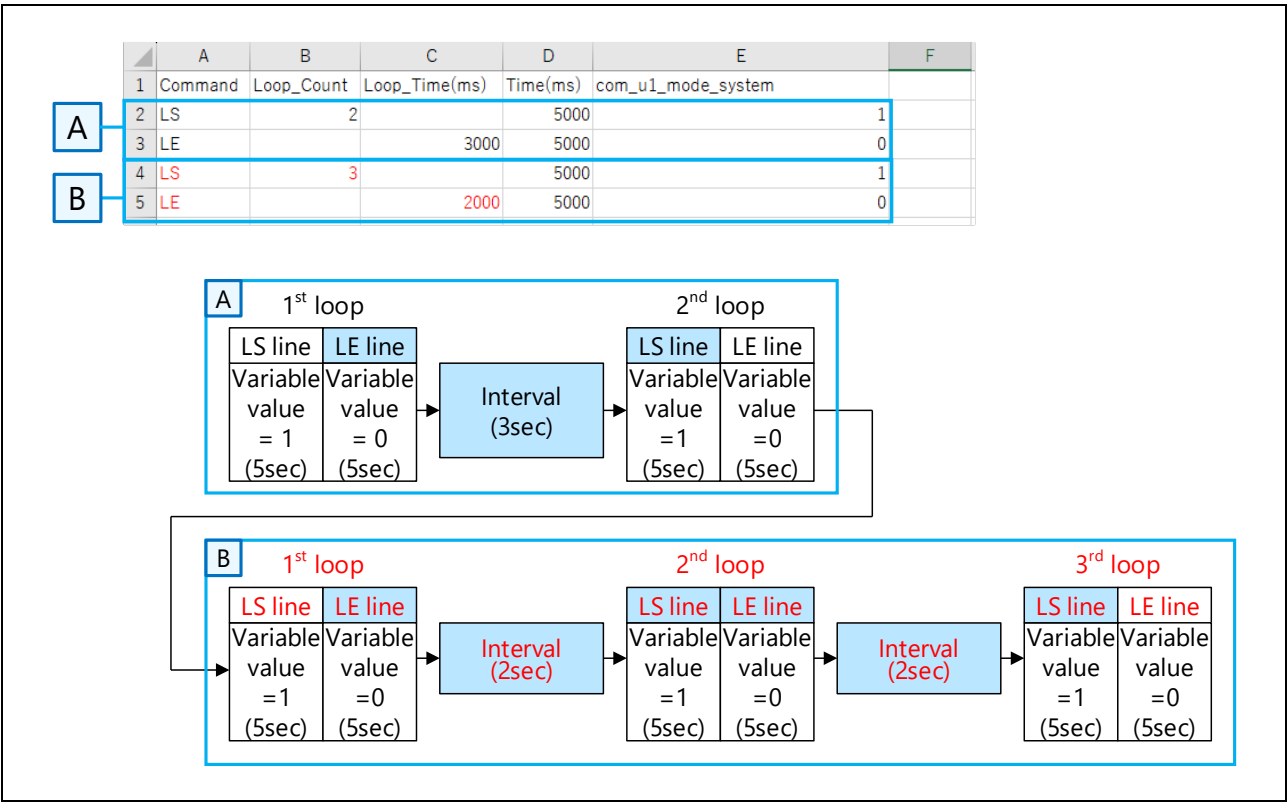 A B C D E F
1 Command Loop_Count Loop_Time(ms) Time(ms) com_u1_mode_system
2 LS 2 5000 1
3 LE 3000 5000 0
4 LS 3 5000 1
5 LE 2000 5000 0
A
B
A
1st loop 2nd loop
LS line LE line LS line LE line
Variable Variable Variable Variable
value value Interval value value
= 1 = 0 (3sec) =1 =0
(5sec) (5sec) (5sec) (5sec)
B
1st loop 2nd loop 3rd loop
LS line LE line LS line LE line LS line LE line
Variable Variable Variable Variable Variable Variable
value value Interval value value Interval value value
=1 =0 (2sec) =1 =0 (2sec) =1 =0
(5sec) (5sec) (5sec) (5sec) (5sec) (5sec)